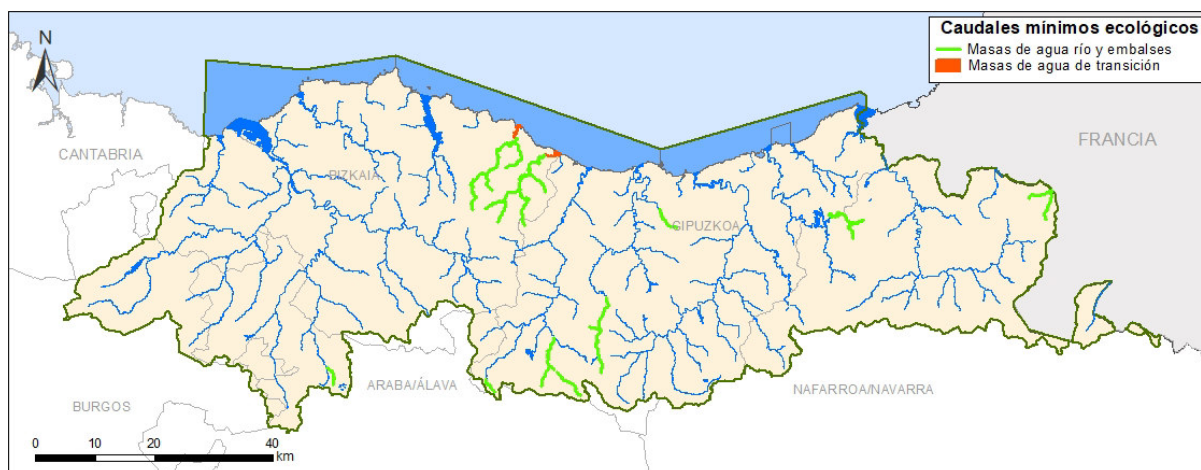 Caudales mínimos ecológicos
Masas de agua río y embalses
Masas de agua de transición
N
CANTABRIA
BIZKAIA
FRANCIA
GIPUZKOA
ARABA/ÁLAVA
NAFARROA/NAVARRA
BURGOS
0 10 20 40
km